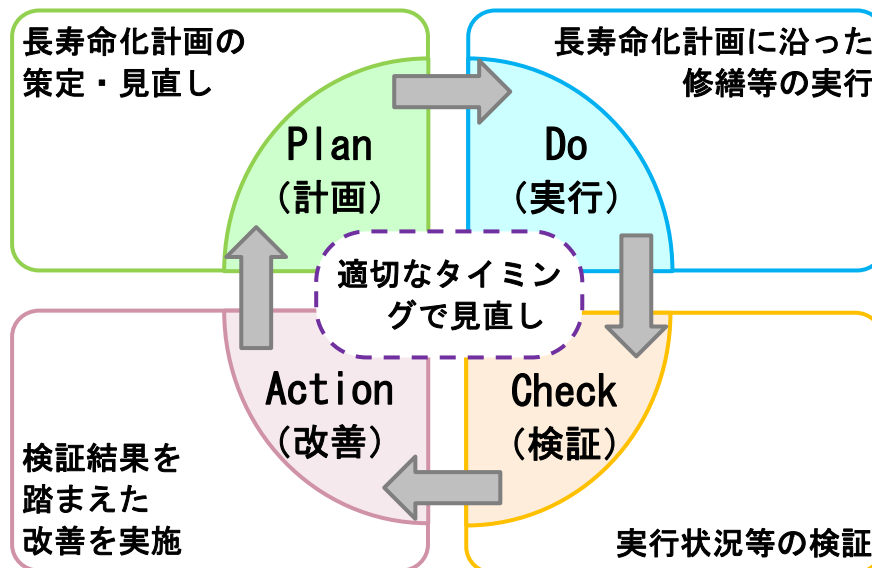 長寿命化計画の
策定・見直し
Plan
（計画）
長寿命化計画に沿った
修繕等の実行
Do
（実行）
適切なタイミン
グで見直し
Action
（改善）
検証結果を
踏まえた
改善を実施
Check
（検証）
実行状況等の検証